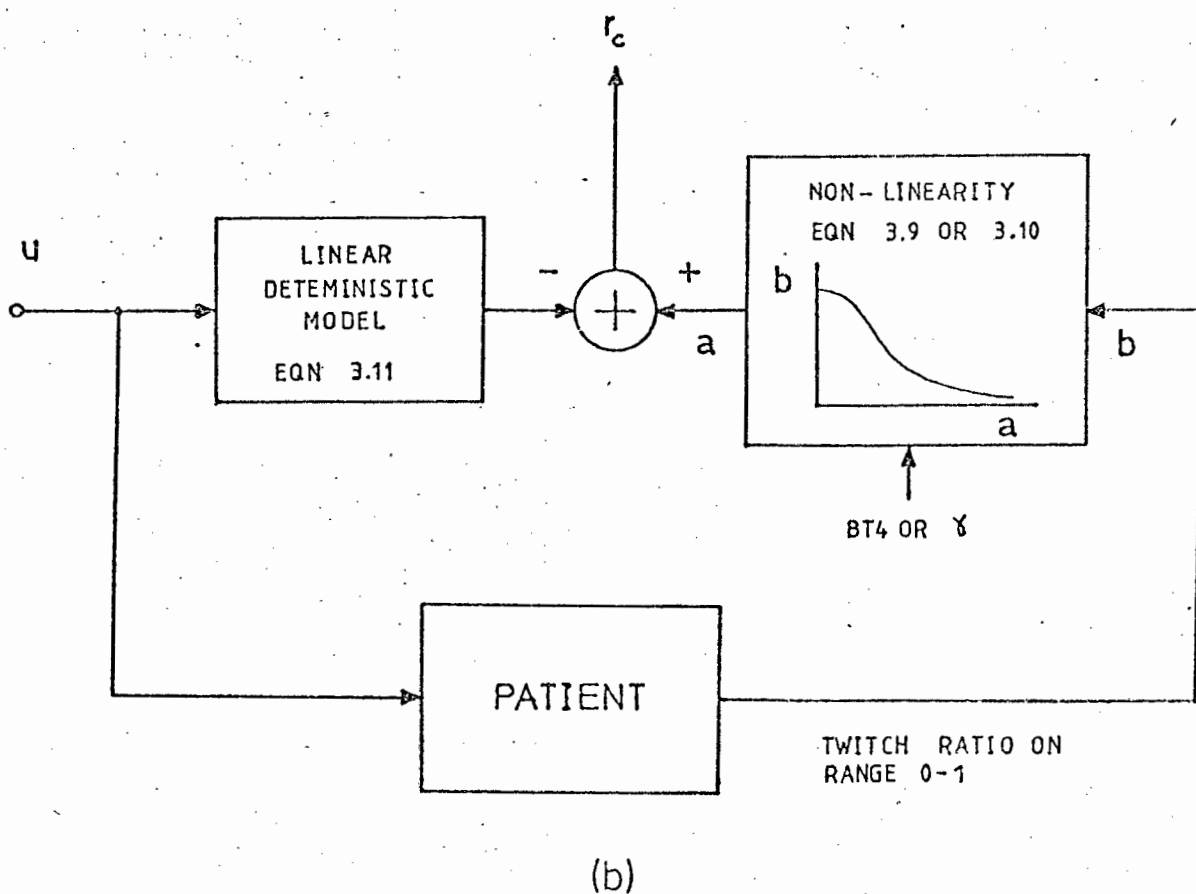 r_c
u
LINEAR
DETEMINISTIC
MODEL
EQN 3.11
−
+
+
a
NON-LINEARITY
EQN 3.9 OR 3.10
b
a
b
BT4 OR γ
PATIENT
TWITCH RATIO ON
RANGE 0-1
(b)